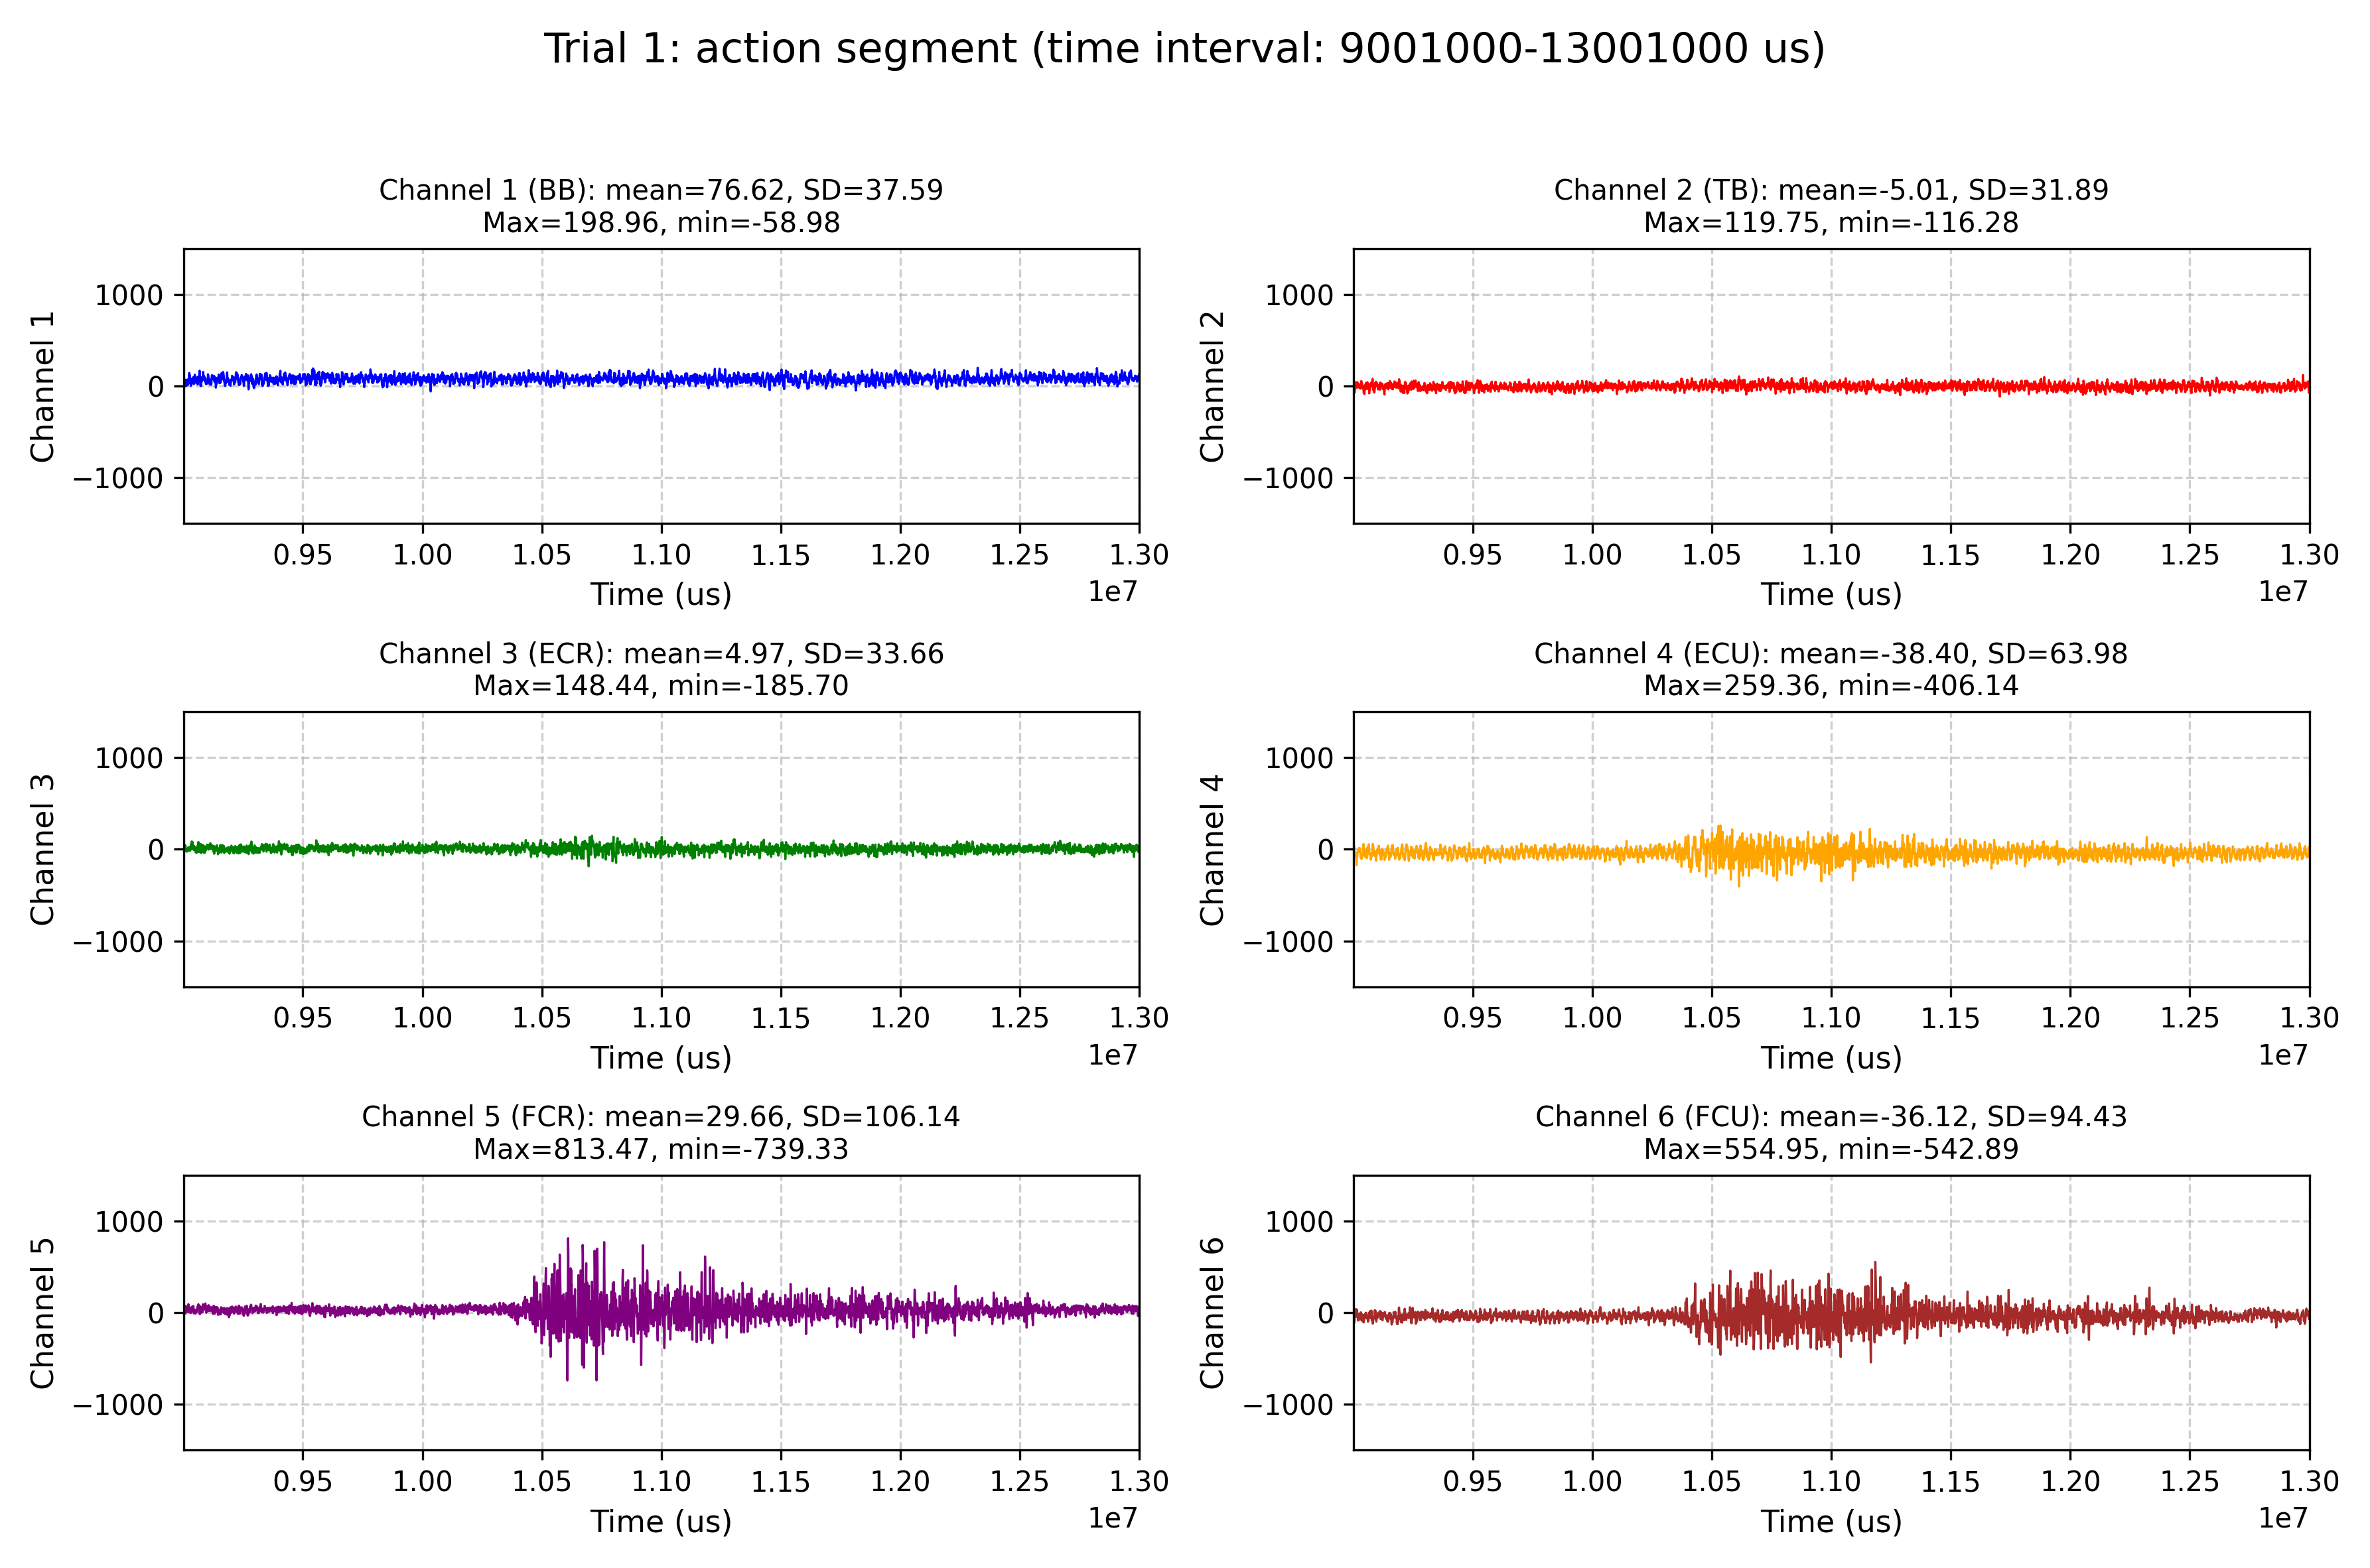 Trial 1: action segment (time interval: 9001000-13001000 us)
Channel 1 (BB): mean=76.62, SD=37.59
Max=198.96, min=-58.98
Channel 1
1000
0
−1000
0.95 1.00 1.05 1.10 1.15 1.20 1.25 1.30
Time (us)
1e7
Channel 2 (TB): mean=-5.01, SD=31.89
Max=119.75, min=-116.28
Channel 2
1000
0
−1000
0.95 1.00 1.05 1.10 1.15 1.20 1.25 1.30
Time (us)
1e7
Channel 3 (ECR): mean=4.97, SD=33.66
Max=148.44, min=-185.70
Channel 3
1000
0
−1000
0.95 1.00 1.05 1.10 1.15 1.20 1.25 1.30
Time (us)
1e7
Channel 4 (ECU): mean=-38.40, SD=63.98
Max=259.36, min=-406.14
Channel 4
1000
0
−1000
0.95 1.00 1.05 1.10 1.15 1.20 1.25 1.30
Time (us)
1e7
Channel 5 (FCR): mean=29.66, SD=106.14
Max=813.47, min=-739.33
Channel 5
1000
0
−1000
0.95 1.00 1.05 1.10 1.15 1.20 1.25 1.30
Time (us)
1e7
Channel 6 (FCU): mean=-36.12, SD=94.43
Max=554.95, min=-542.89
Channel 6
1000
0
−1000
0.95 1.00 1.05 1.10 1.15 1.20 1.25 1.30
Time (us)
1e7